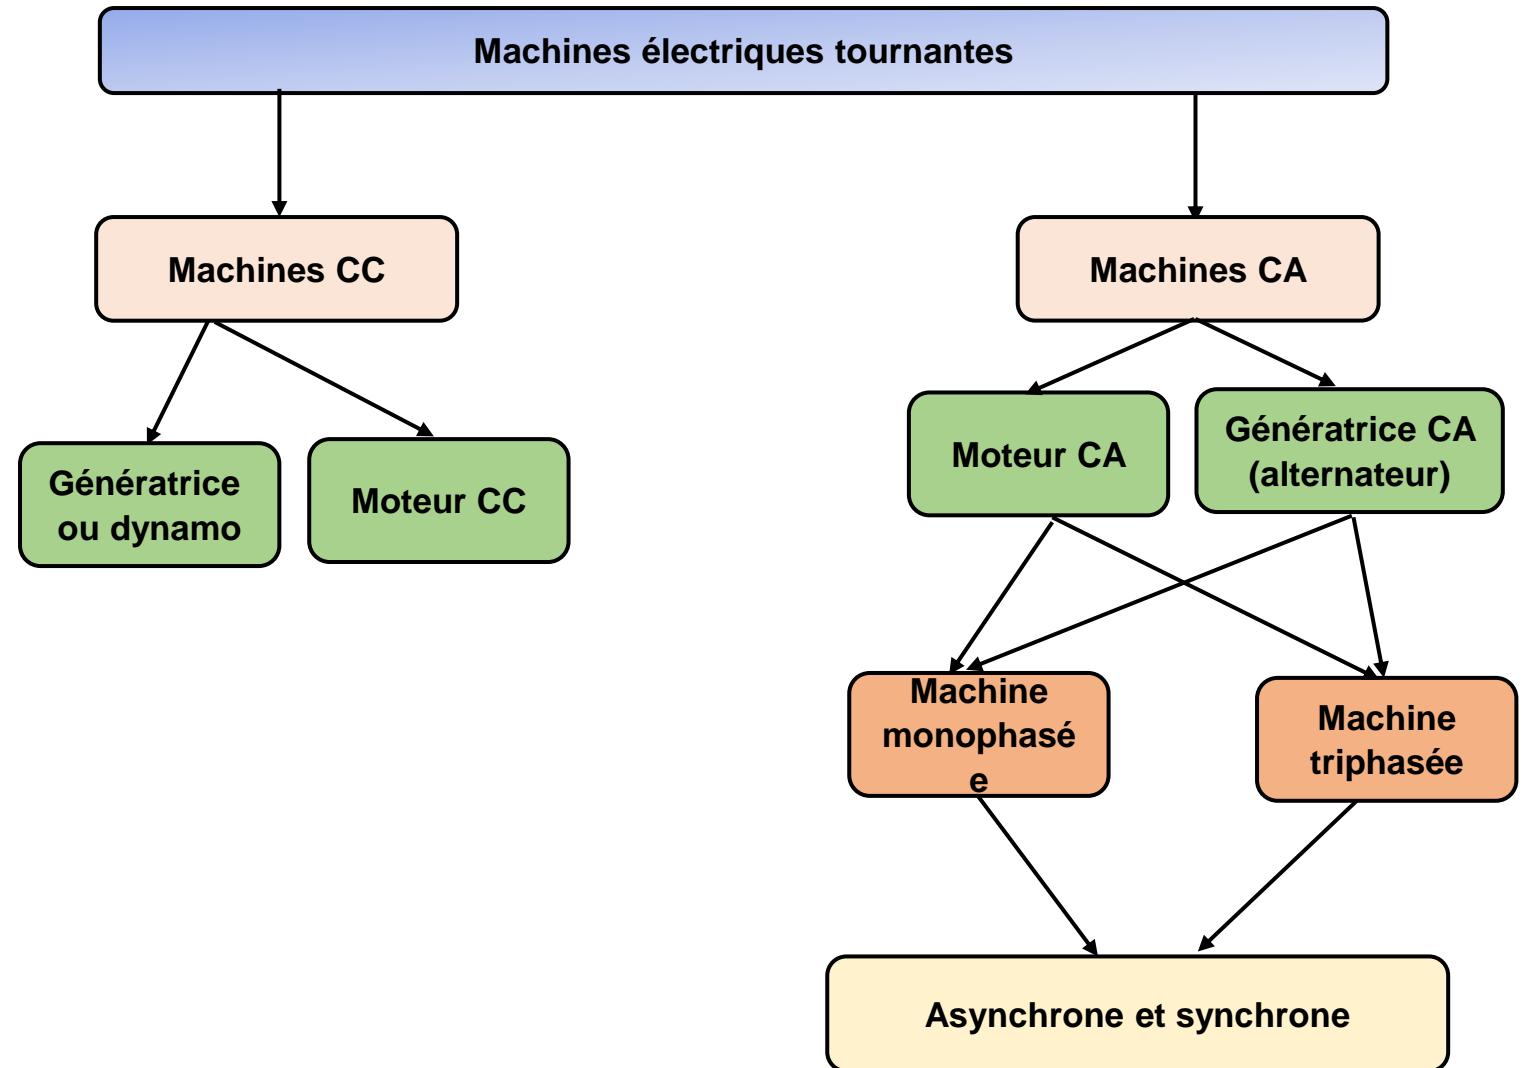 Machines électriques tournantes
Machines CC
Machines CA
Génératrice
ou dynamo
Moteur CC
Moteur CA
Génératrice CA
(alternateur)
Machine
monophasé
e
Machine
triphasée
Asynchrone et synchrone